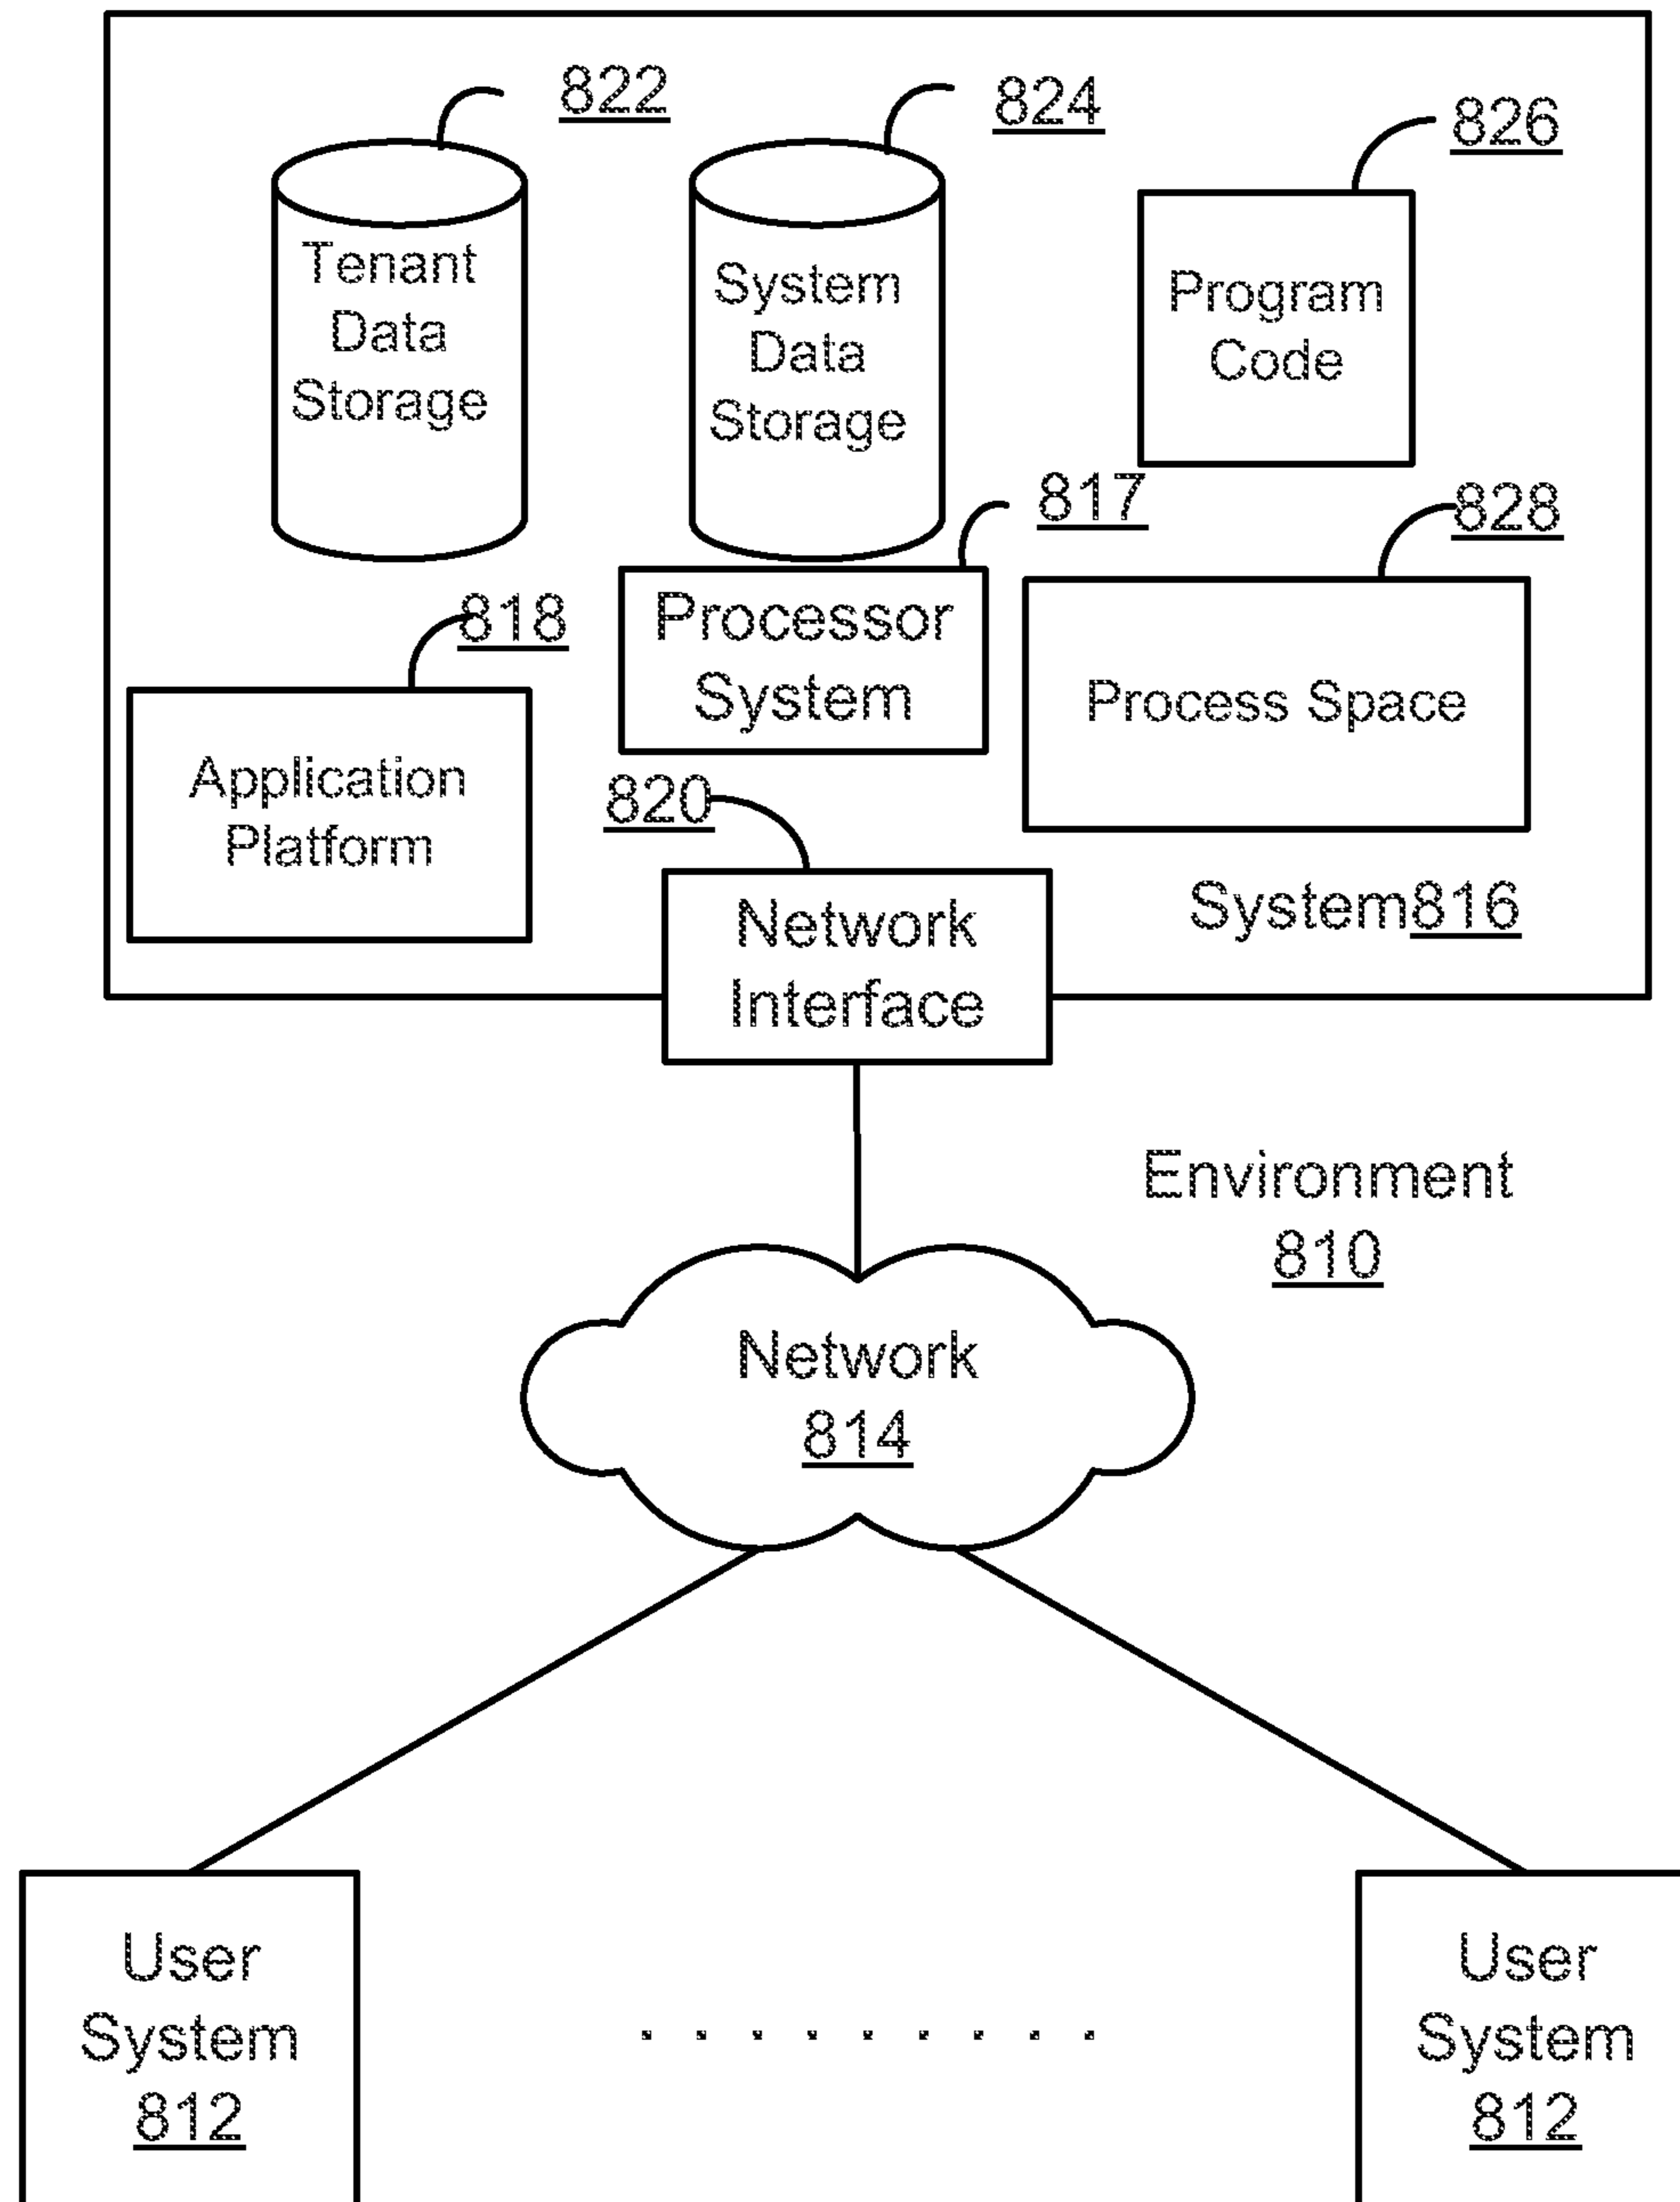 822
824
826
Tenant
Data
Storage
System
Data
Storage
Program
Code
817
828
818
Processor
System
Process Space
Application
Platform
820
System816
Network
Interface
Environment
810
Network
814
User
System
812
User
System
812